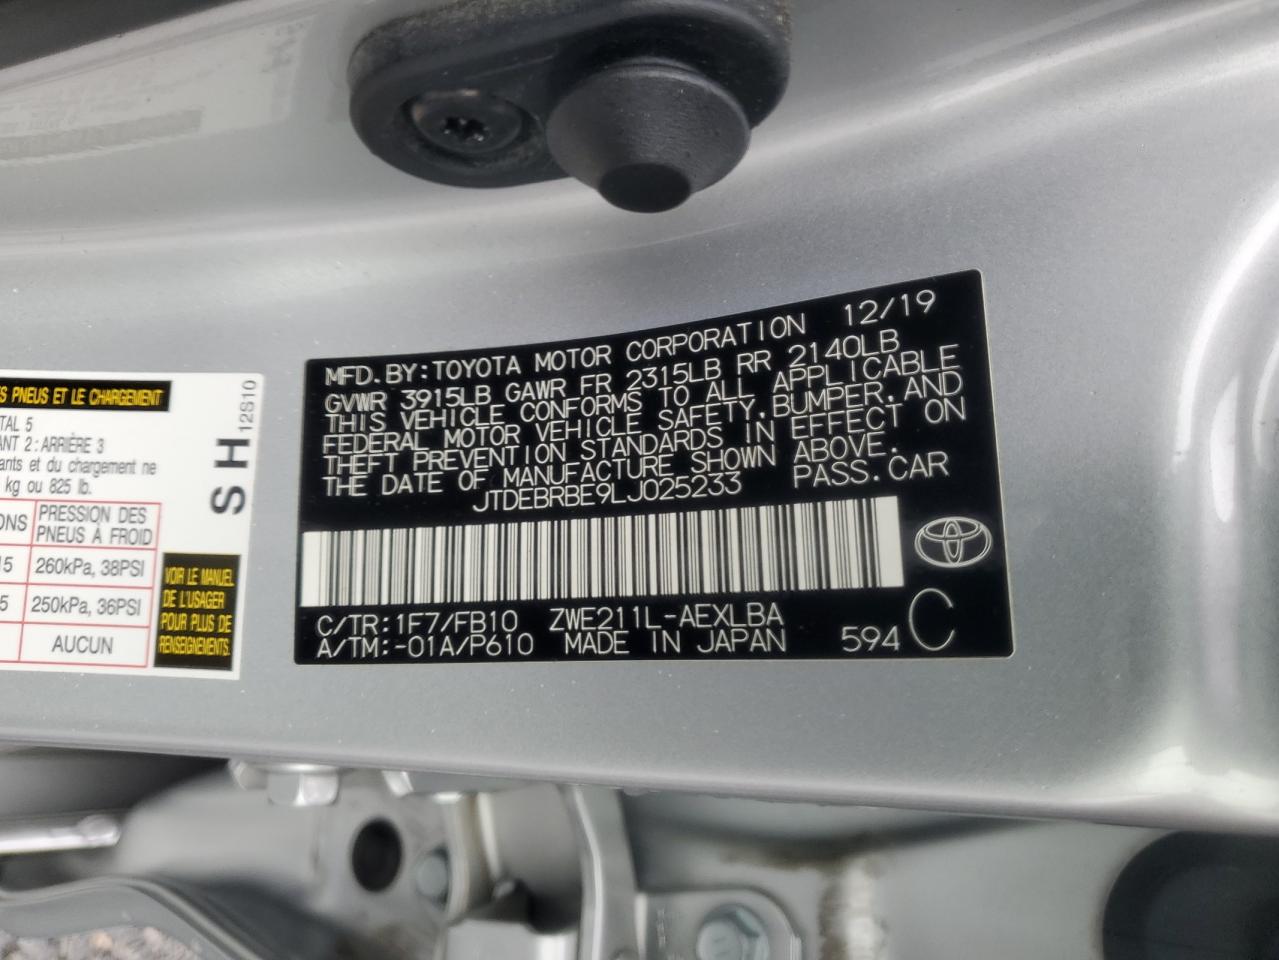 S PNEUS ET LE CHARGEMENT
TAL 5
ANT 2 : ARRIÈRE 3
ants et du chargement ne
kg ou 825 lb.
ONS PRESSION DES PNEUS À FROID
15 260kPa, 38PSI
5 250kPa, 36PSI
AUCUN
SH
12S10
VOIR LE MANUEL
DE L'USAGER
POUR PLUS DE
RENSEIGNEMENTS.
MFD. BY: TOYOTA MOTOR CORPORATION 12/19
GVWR 3915LB GAWR FR 2315LB RR 2140LB
THIS VEHICLE CONFORMS TO ALL APPLICABLE
FEDERAL MOTOR VEHICLE SAFETY, BUMPER, AND
THEFT PREVENTION STANDARDS IN EFFECT ON
THE DATE OF MANUFACTURE SHOWN ABOVE.
JTDEBRBE9LJ025233 PASS. CAR
C/TR: 1F7/FB10 ZWE211L-AEXLBA
A/TM: -01A/P610 MADE IN JAPAN 594 C